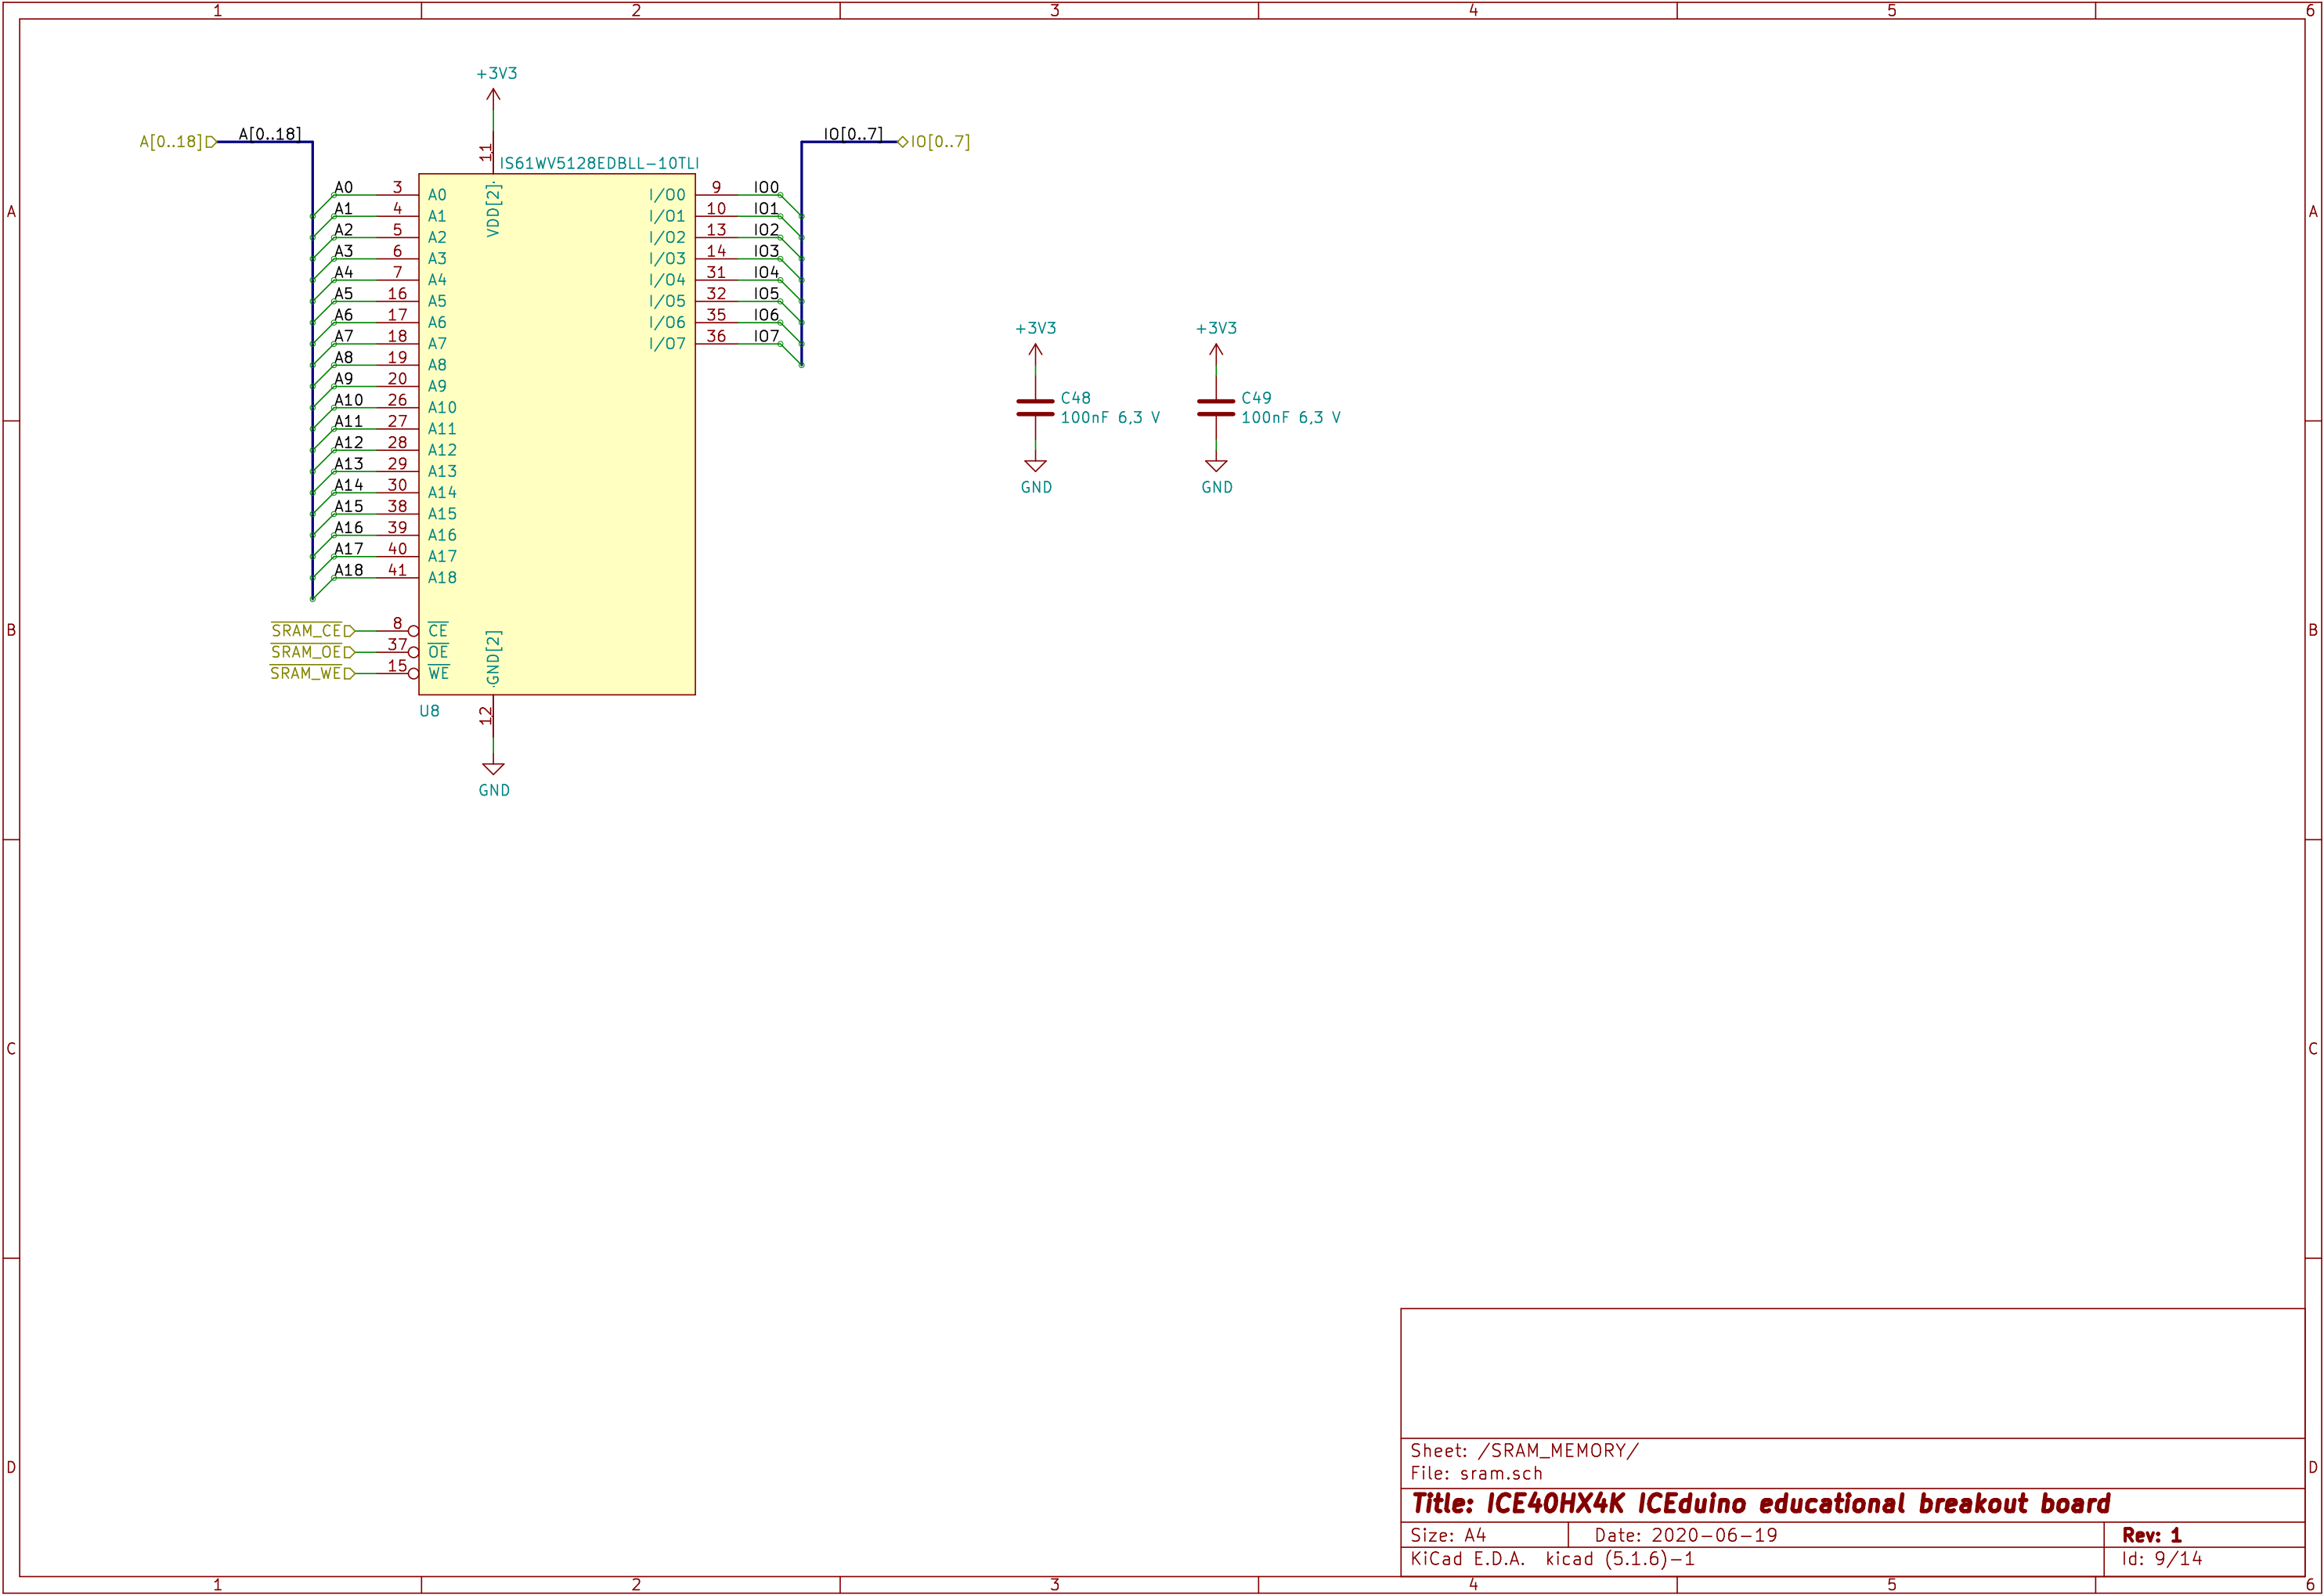 1 2 3 4 5 6
+3V3
A[0..18] A[0..18] IO[0..7] IO[0..7]
11 IS61WV5128EDBLL-10TLI
VDD[2]
A0 3 A0 I/O0 9 IO0
A1 4 A1 I/O1 10 IO1
A A
A2 5 A2 I/O2 13 IO2
A3 6 A3 I/O3 14 IO3
A4 7 A4 I/O4 31 IO4
A5 16 A5 I/O5 32 IO5
A6 17 A6 I/O6 35 IO6
A7 18 A7 I/O7 36 IO7
A8 19 A8
A9 20 A9
A10 26 A10
A11 27 A11
A12 28 A12
A13 29 A13
A14 30 A14
A15 38 A15
A16 39 A16
A17 40 A17
A18 41 A18
+3V3 +3V3
C48 C49
100nF 6,3 V 100nF 6,3 V
GND GND
B B
SRAM_CE 8 CE
SRAM_OE 37 OE
SRAM_WE 15 WE
GND[2]
U8
12
GND
C C
Sheet: /SRAM_MEMORY/
File: sram.sch
D D
Title: ICE40HX4K ICEduino educational breakout board
Size: A4 Date: 2020-06-19 Rev: 1
KiCad E.D.A. kicad (5.1.6)-1 Id: 9/14
1 2 3 4 5 6